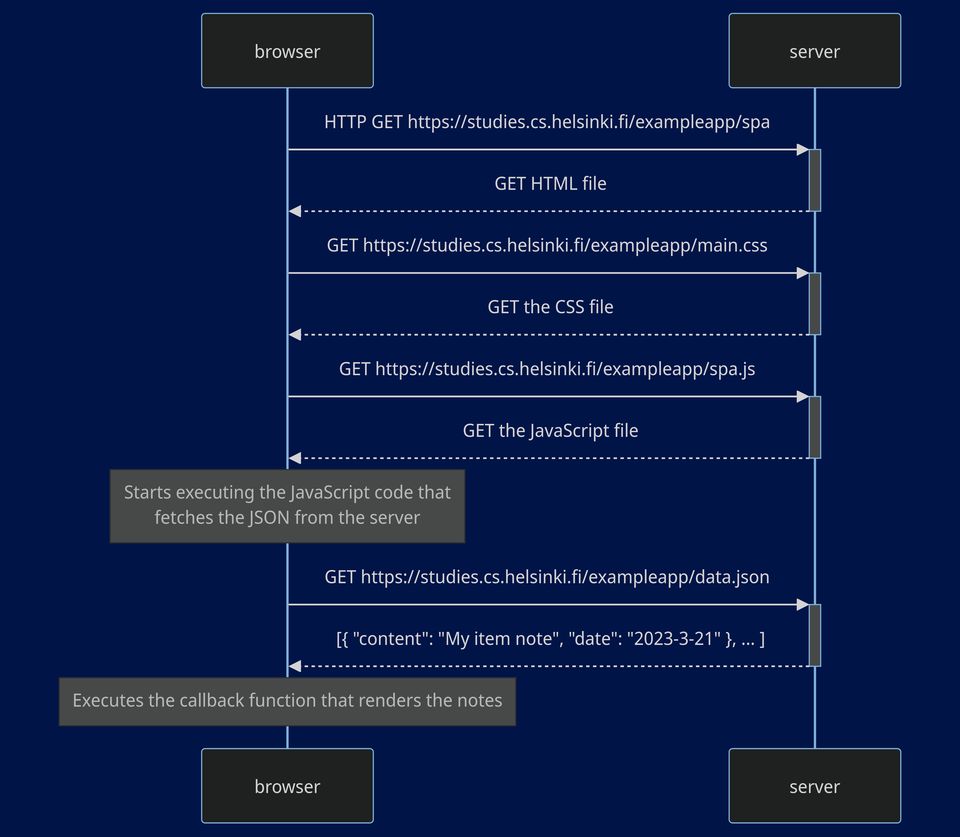 browser
server
HTTP GET https://studies.cs.helsinki.fi/exampleapp/spa
GET HTML file
GET https://studies.cs.helsinki.fi/exampleapp/main.css
GET the CSS file
GET https://studies.cs.helsinki.fi/exampleapp/spa.js
GET the JavaScript file
Starts executing the JavaScript code that
fetches the JSON from the server
GET https://studies.cs.helsinki.fi/exampleapp/data.json
[{ "content": "My item note", "date": "2023-3-21" }, ... ]
Executes the callback function that renders the notes
browser
server